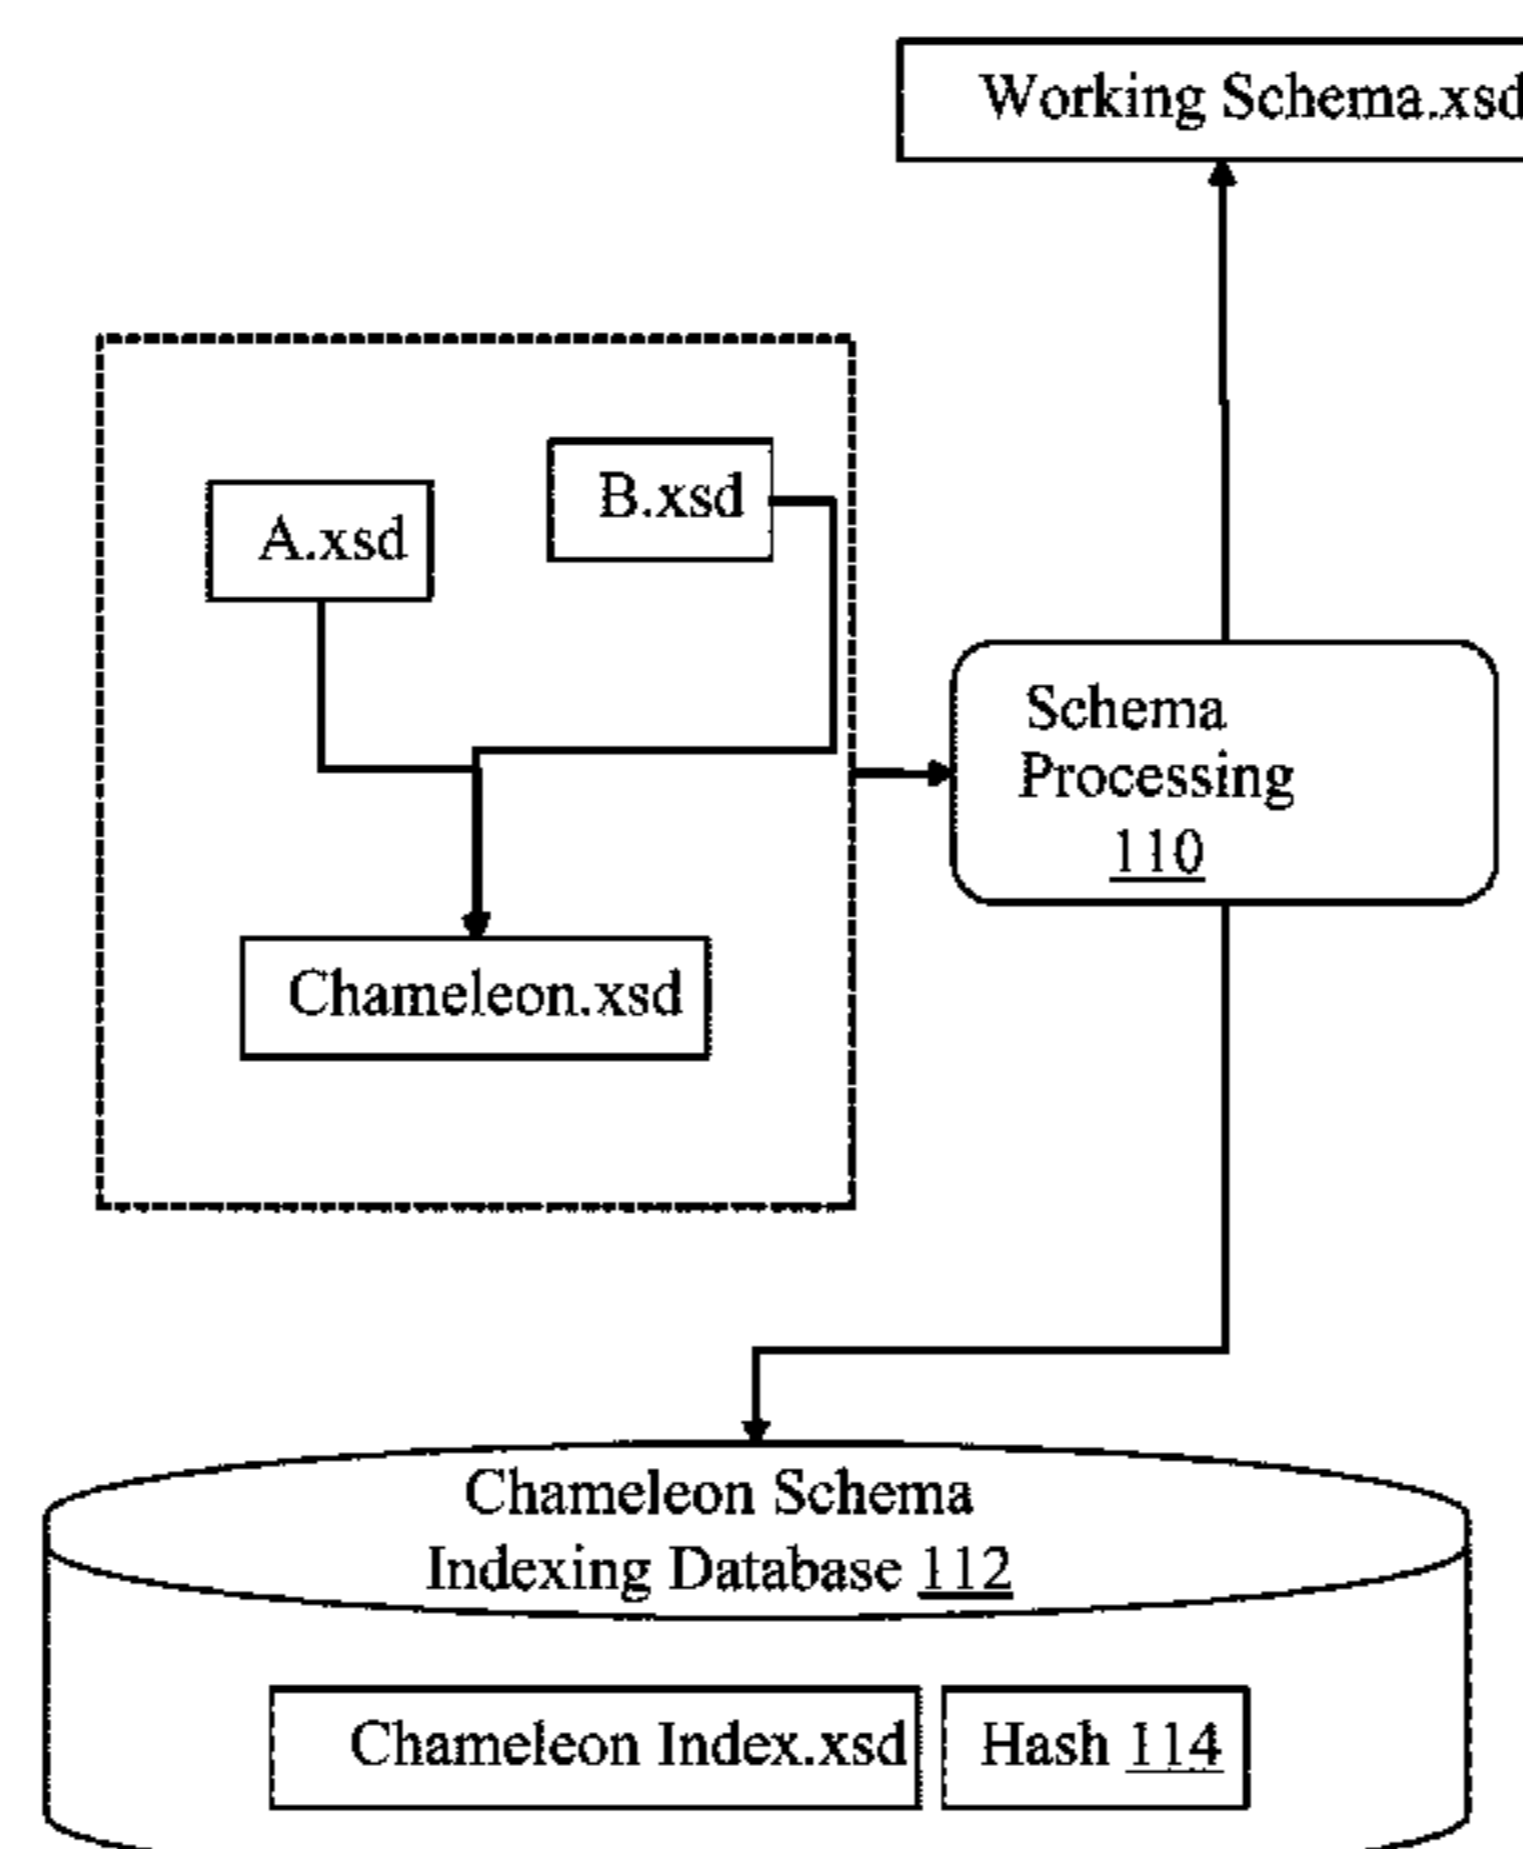 Working Schema.xsd
B.xsd
A.xsd
Schema
Processing
110
Chameleon.xsd
Chameleon Schema
Indexing Database 112
Chameleon Index.xsd
Hash 114